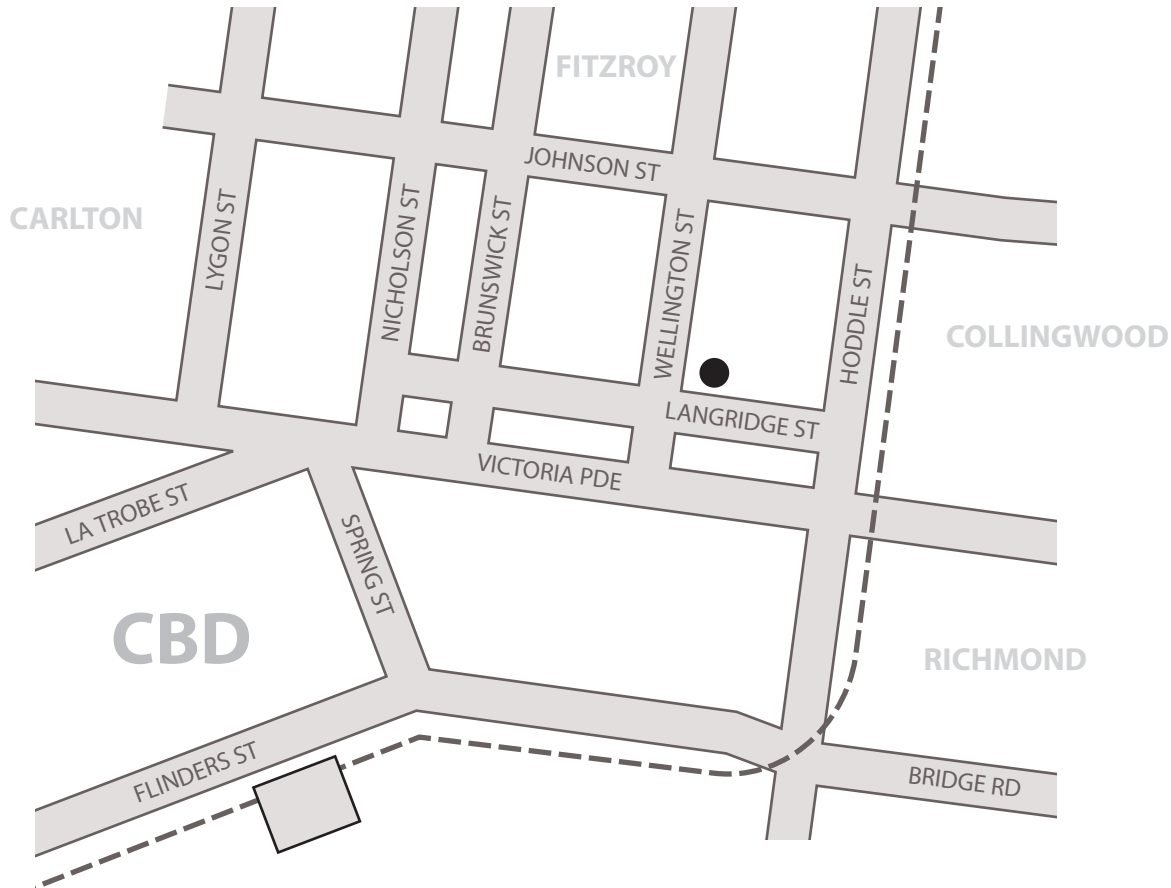 FITZROY
JOHNSON ST
CARLTON
LYGON ST
NICHOLSON ST
BRUNSWICK ST
WELLINGTON ST
HODDLE ST
COLLINGWOOD
LANGRIDGE ST
VICTORIA PDE
LA TROBE ST
SPRING ST
CBD
RICHMOND
FLINDERS ST
BRIDGE RD